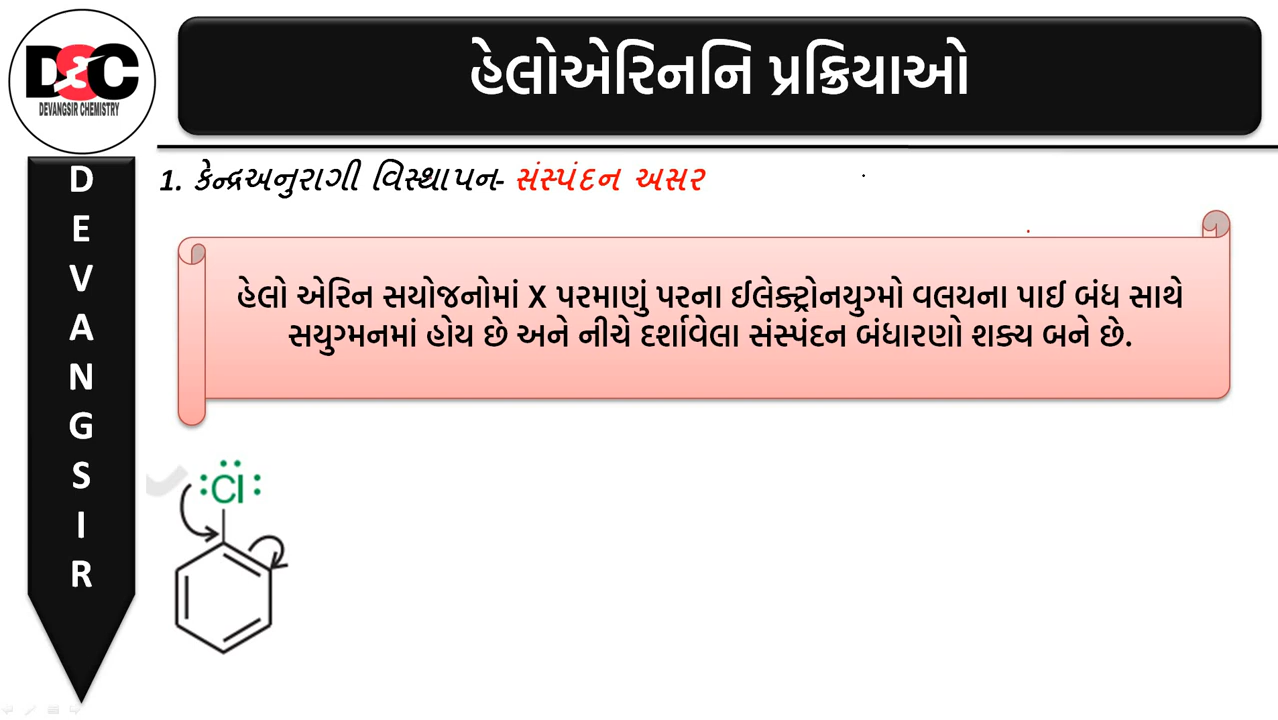 D&C
DEVANGSIR CHEMISTRY
હેલોએરિનનિ પ્રક્રિયાઓ
D
E
V
A
N
G
S
I
R
1. કેન્દ્રઅનુરાગી વિસ્થાપન- સંસ્પંદન અસર
હેલો એરિન સયોજનોમાં X પરમાણું પરના ઈલેક્ટ્રોનયુગ્મો વલયના પાઈ બંધ સાથે
સયુગ્મનમાં હોય છે અને નીચે દર્શાવેલા સંસ્પંદન બંધારણો શક્ય બને છે.
:Cl: